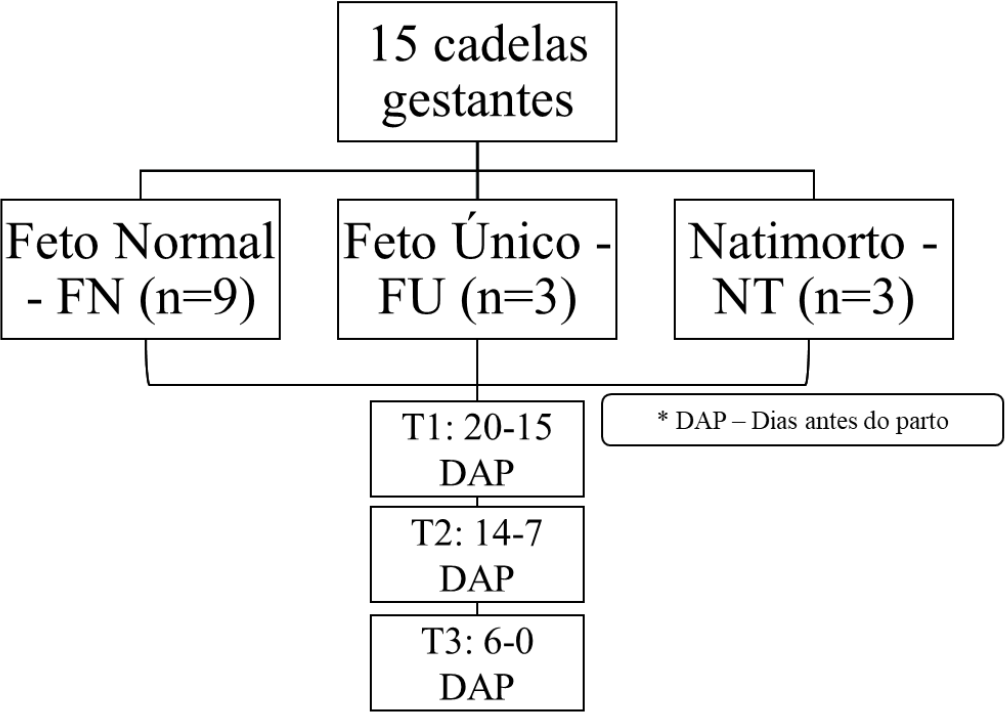 15 cadelas
gestantes
Feto Normal
- FN (n=9)
Feto Único -
FU (n=3)
Natimorto -
NT (n=3)
T1: 20-15
DAP
* DAP – Dias antes do parto
T2: 14-7
DAP
T3: 6-0
DAP